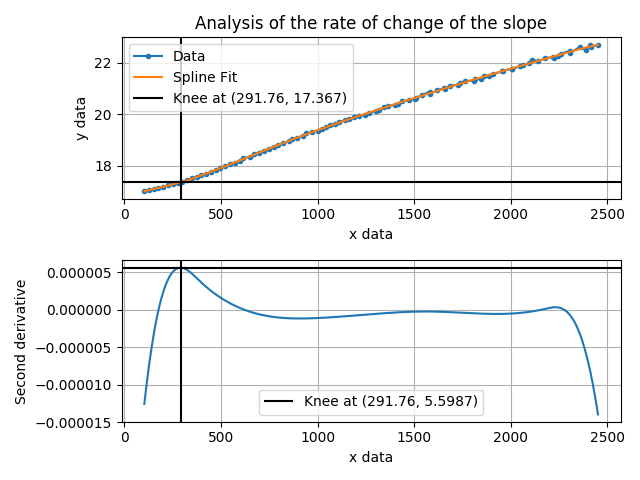 Analysis of the rate of change of the slope
Data
Spline Fit
Knee at (291.76, 17.367)
22
20
18
y data
0
500
1000
1500
2000
2500
x data
0.000005
0.000000
−0.000005
−0.000010
−0.000015
Second derivative
Knee at (291.76, 5.5987)
0
500
1000
1500
2000
2500
x data